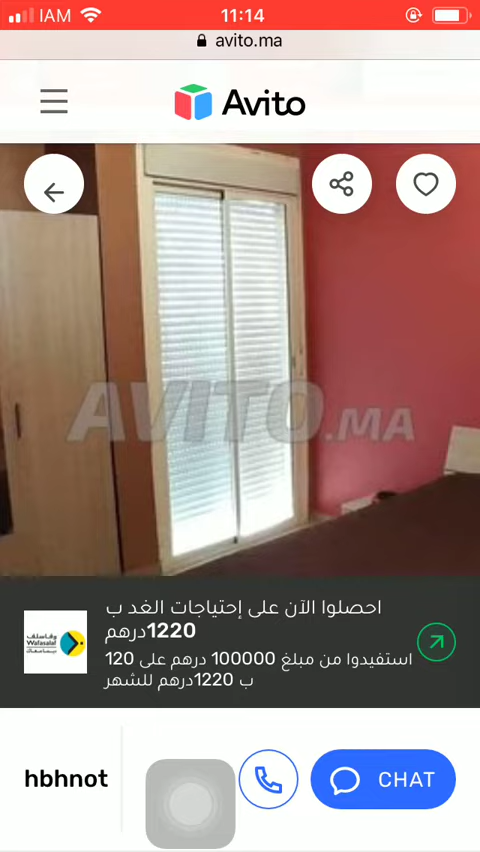 IAM
11:14
avito.ma
Avito
AVITO.MA
احصلوا الآن على إحتياجات الغد ب
1220درهم
استفيدوا من مبلغ 100000 درهم على 120
ب 1220درهم للشهر
وفاسلف
Wafasalaf
hbhnot
CHAT